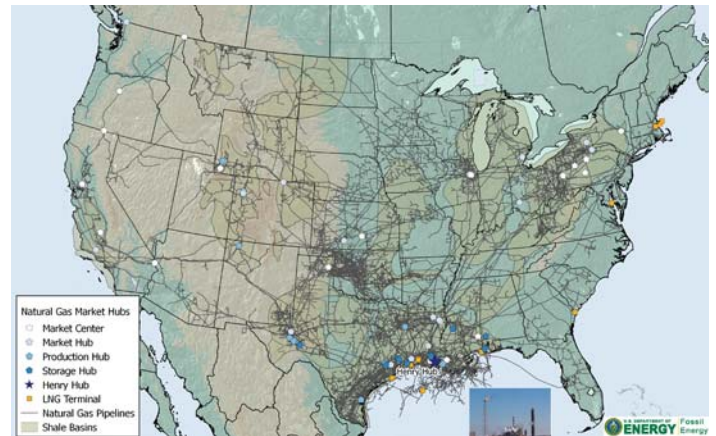 Henry Hub
Natural Gas Market Hubs
Market Center
Market Hub
Production Hub
Storage Hub
Henry Hub
LNG Terminal
Natural Gas Pipelines
Shale Basins
U.S. DEPARTMENT OF
ENERGY
Fossil
Energy